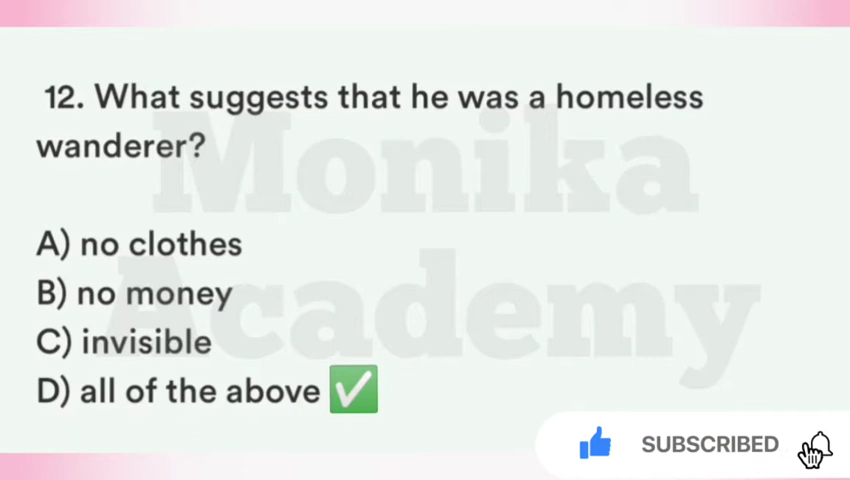 12. What suggests that he was a homeless
wanderer?
A) no clothes
B) no money
C) invisible
D) all of the above ✅
Monika
Academy
SUBSCRIBED